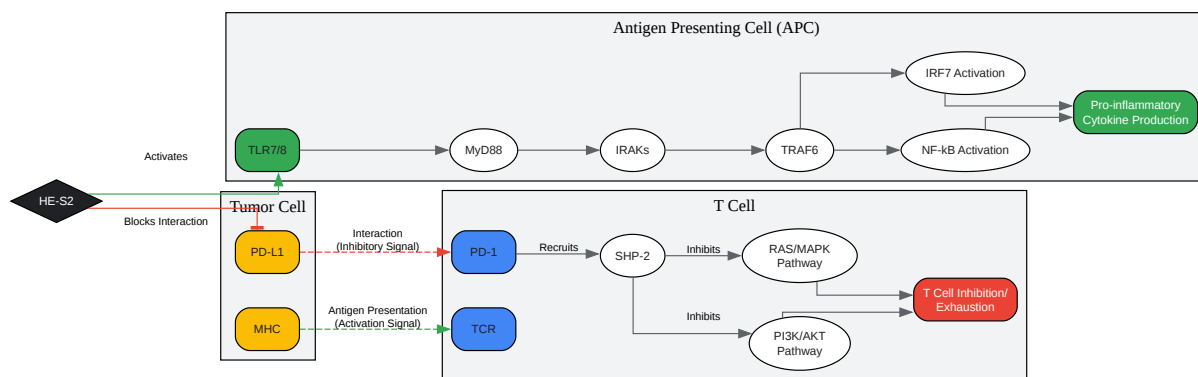 Antigen Presenting Cell (APC)
IRF7 Activation
Pro-inflammatory
Cytokine Production
TLR7/8
MyD88
IRAKs
TRAF6
NF-kB Activation
Activates
HE-S2
Blocks Interaction
Tumor Cell
T Cell
PD-L1
Interaction
(Inhibitory Signal)
PD-1
Recruits
SHP-2
Inhibits
RAS/MAPK
Pathway
T Cell Inhibition/
Exhaustion
MHC
Antigen Presentation
(Activation Signal)
TCR
Inhibits
PI3K/AKT
Pathway